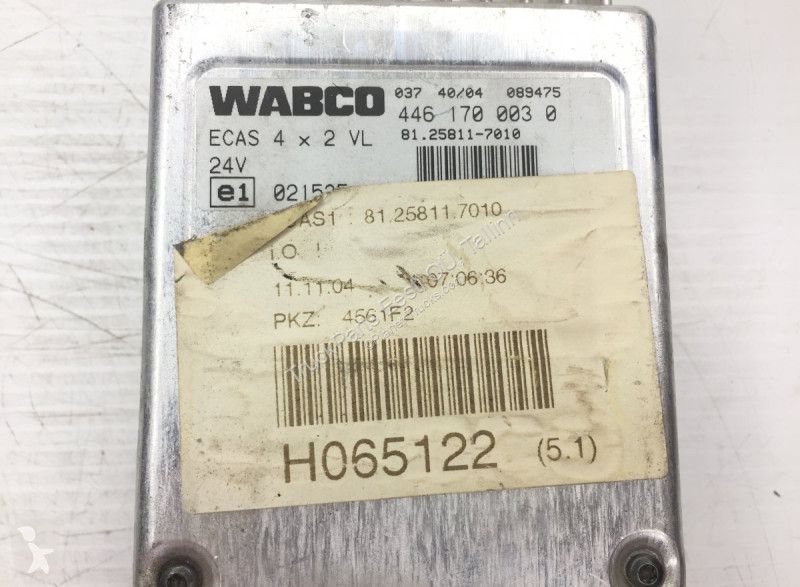 WABCO 037 40/04 089475
446 170 003 0
ECAS 4 x 2 VL 81.25811-7010
24V
e1
81.25811.7010
11.11.04 07:06:36
PKZ: 4561F2
H065122 (5.1)